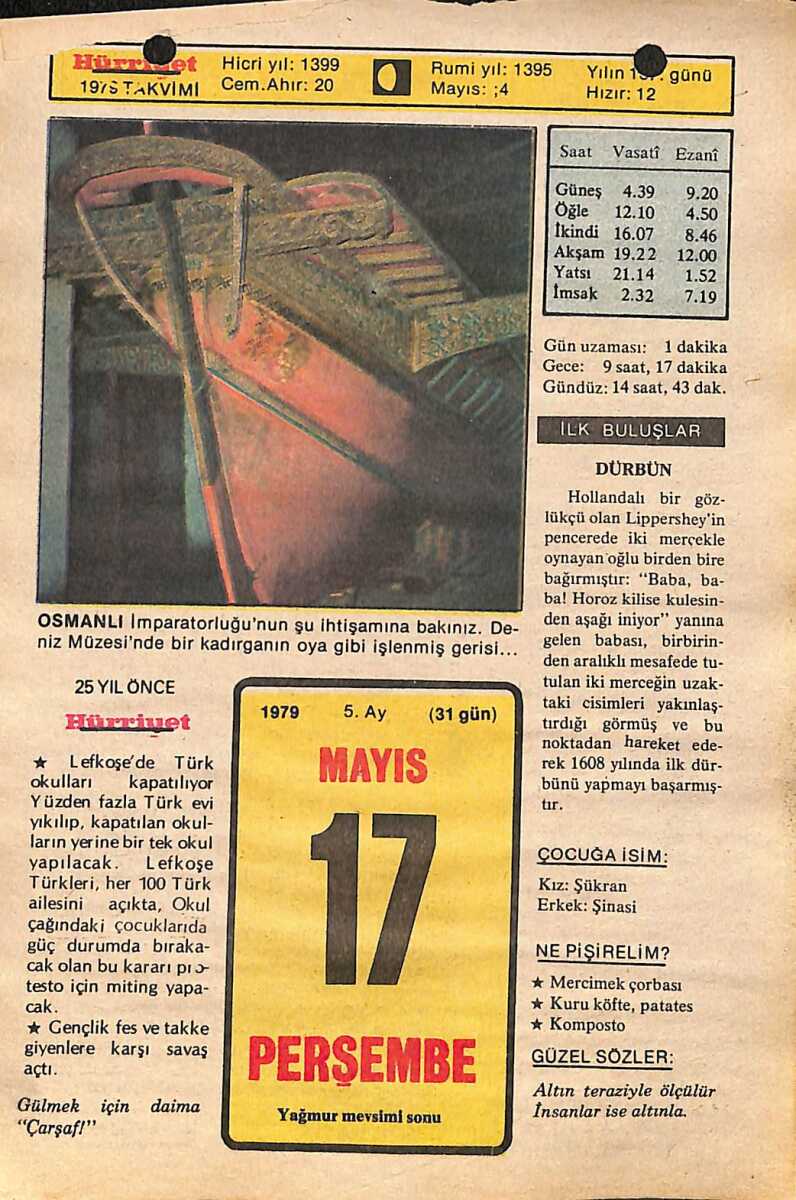 Hürriyet
TAKVİMİ
Hicri yıl: 1399
Cem.Ahır: 20
Rumi yıl: 1395
Mayıs: ;4
Yılın günü
Hızır: 12
Saat Vasatî Ezanî
Güneş 4.39 9.20
Öğle 12.10 4.50
İkindi 16.07 8.46
Akşam 19.22 12.00
Yatsı 21.14 1.52
İmsak 2.32 7.19
Gün uzaması: 1 dakika
Gece: 9 saat, 17 dakika
Gündüz: 14 saat, 43 dak.
OSMANLI İmparatorluğu'nun şu ihtişamına bakınız. De-
niz Müzesi'nde bir kadırganın oya gibi işlenmiş gerisi...
İLK BULUŞLAR
DÜRBÜN
Hollandalı bir göz-
lükçü olan Lippershey'in
pencerede iki merçekle
oynayan oğlu birden bire
bağırmıştır: "Baba, ba-
ba! Horoz kilise kulesin-
den aşağı iniyor" yanına
gelen babası, birbirin-
den aralıklı mesafede tu-
tulan iki merceğin uzak-
taki cisimleri yakınlaş-
tırdığı görmüş ve bu
noktadan hareket ede-
rek 1608 yılında ilk dür-
bünü yapmayı başarmış-
tır.
25 YIL ÖNCE
Hürriyet
★ Lefkoşe'de Türk
okulları kapatılıyor
Yüzden fazla Türk evi
yıkılıp, kapatılan okul-
ların yerine bir tek okul
yapılacak. Lefkoşe
Türkleri, her 100 Türk
ailesini açıkta, Okul
çağındaki çocuklarıda
güç durumda bıraka-
cak olan bu kararı pro-
testo için miting yapa-
cak.
★ Gençlik fes ve takke
giyenlere karşı savaş
açtı.
Gülmek için daima
"Çarşaf!"
1979 5. Ay (31 gün)
MAYIS
17
PERŞEMBE
Yağmur mevsimi sonu
ÇOCUĞA İSİM:
Kız: Şükran
Erkek: Şinasi
NE PİŞİRELİM?
★ Mercimek çorbası
★ Kuru köfte, patates
★ Komposto
GÜZEL SÖZLER:
Altın teraziyle ölçülür
İnsanlar ise altınla.